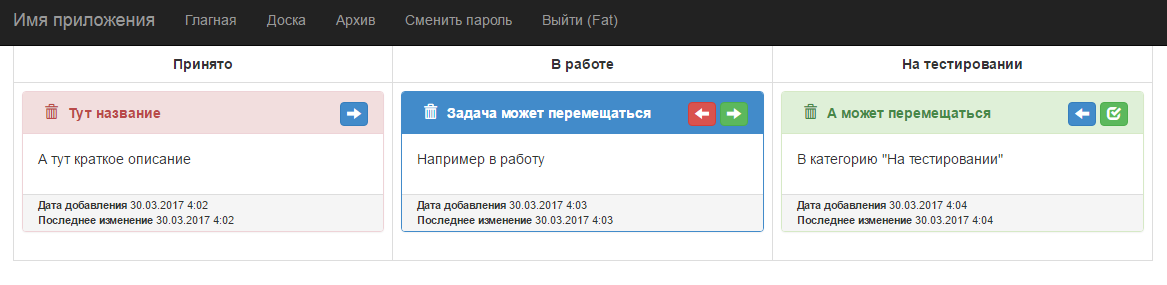 Имя приложения Главная Доска Архив Сменить пароль Выйти (Fat)
Принято В работе На тестировании
Тут название Задача может перемещаться А может перемещаться
А тут краткое описание Например в работу В категорию "На тестировании"
Дата добавления 30.03.2017 4:02 Дата добавления 30.03.2017 4:03 Дата добавления 30.03.2017 4:04
Последнее изменение 30.03.2017 4:02 Последнее изменение 30.03.2017 4:03 Последнее изменение 30.03.2017 4:04